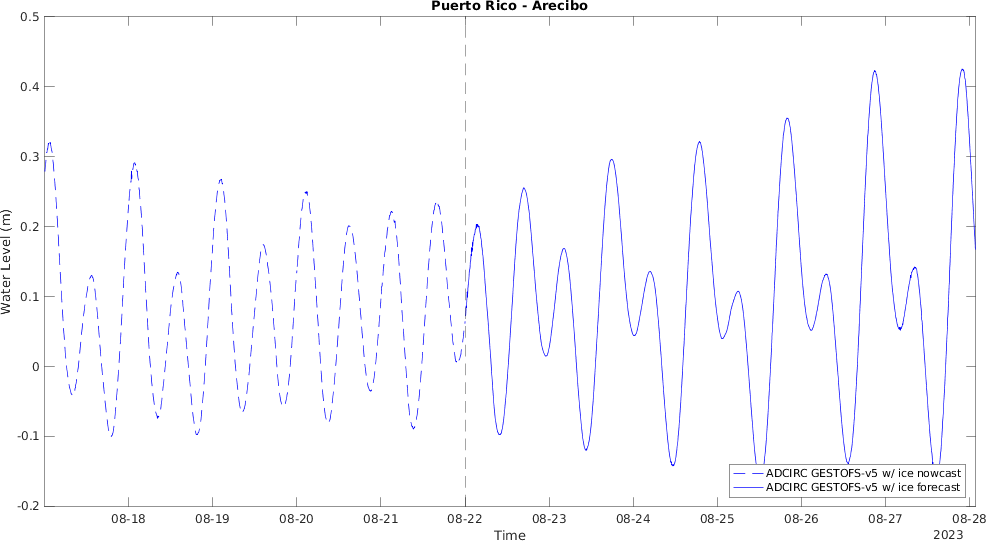 Puerto Rico - Arecibo
0.5
0.4
0.3
0.2
0.1
0
-0.1
-0.2
Water Level (m)
ADCIRC GESTOFS-v5 w/ ice nowcast
ADCIRC GESTOFS-v5 w/ ice forecast
08-18 08-19 08-20 08-21 08-22 08-23 08-24 08-25 08-26 08-27 08-28
Time
2023